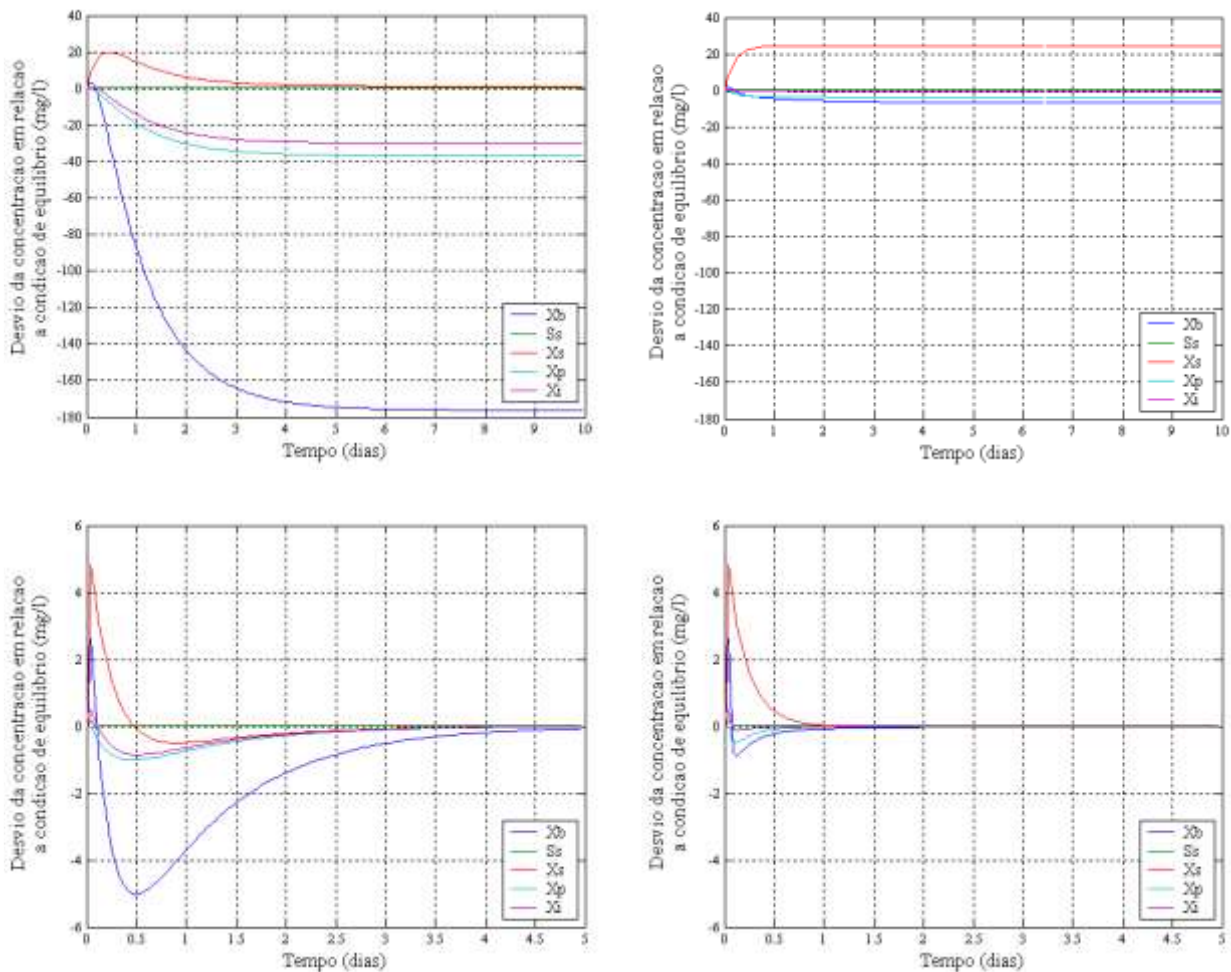 Desvio da concentracao em relacao
a condicao de equilibrio (mg/l)
40
20
0
-20
-40
-60
-80
-100
-120
-140
-160
-180
0 1 2 3 4 5 6 7 8 9 10
Tempo (dias)
Xb
Ss
Xs
Xp
Xi
Desvio da concentracao em relacao
a condicao de equilibrio (mg/l)
40
20
0
-20
-40
-60
-80
-100
-120
-140
-160
-180
0 1 2 3 4 5 6 7 8 9 10
Tempo (dias)
Xb
Ss
Xs
Xp
Xi
Desvio da concentracao em relacao
a condicao de equilibrio (mg/l)
6
4
2
0
-2
-4
-6
0 0.5 1 1.5 2 2.5 3 3.5 4 4.5 5
Tempo (dias)
Xb
Ss
Xs
Xp
Xi
Desvio da concentracao em relacao
a condicao de equilibrio (mg/l)
6
4
2
0
-2
-4
-6
0 0.5 1 1.5 2 2.5 3 3.5 4 4.5 5
Tempo (dias)
Xb
Ss
Xs
Xp
Xi